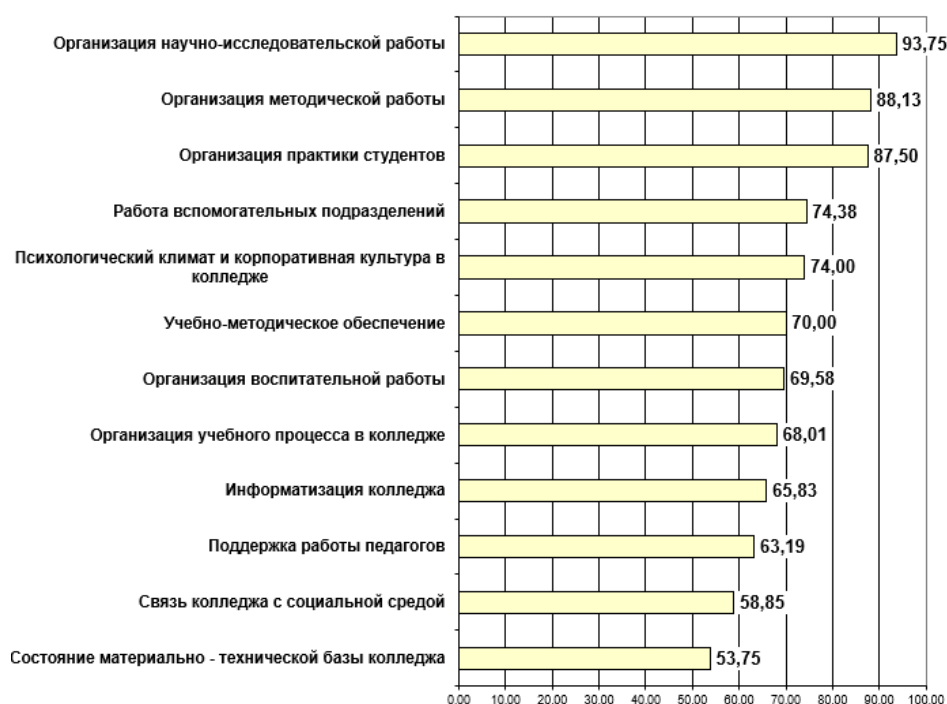 Организация научно-исследовательской работы
93,75
Организация методической работы
88,13
Организация практики студентов
87,50
Работа вспомогательных подразделений
74,38
Психологический климат и корпоративная культура в
колледже
74,00
Учебно-методическое обеспечение
70,00
Организация воспитательной работы
69,58
Организация учебного процесса в колледже
68,01
Информатизация колледжа
65,83
Поддержка работы педагогов
63,19
Связь колледжа с социальной средой
58,85
Состояние материально - технической базы колледжа
53,75
0.00 10.00 20.00 30.00 40.00 50.00 60.00 70.00 80.00 90.00 100.00